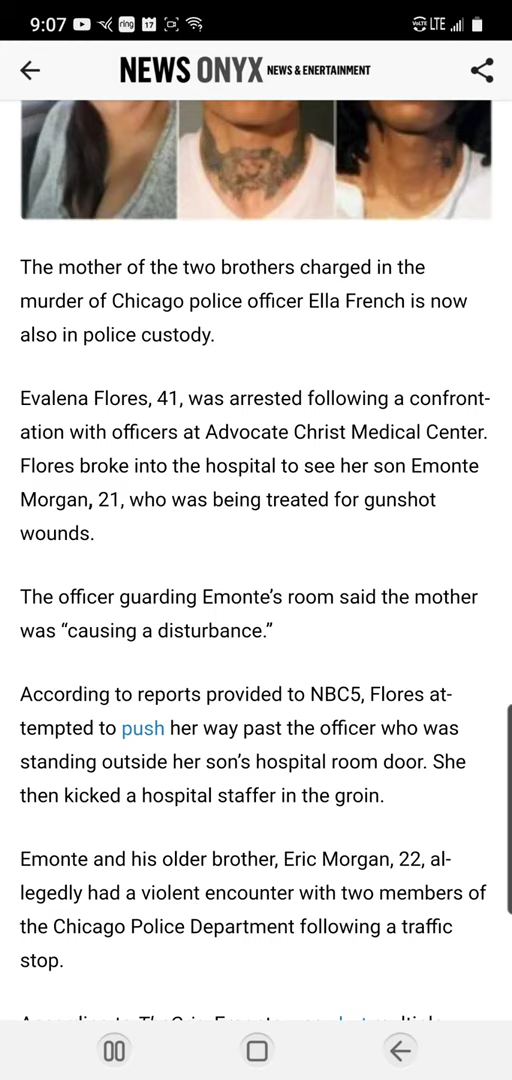 9:07 ring 17 VoLTE LTE
NEWS ONYX NEWS & ENERTAINMENT
The mother of the two brothers charged in the
murder of Chicago police officer Ella French is now
also in police custody.
Evalena Flores, 41, was arrested following a confront-
ation with officers at Advocate Christ Medical Center.
Flores broke into the hospital to see her son Emonte
Morgan, 21, who was being treated for gunshot
wounds.
The officer guarding Emonte’s room said the mother
was “causing a disturbance.”
According to reports provided to NBC5, Flores at-
tempted to push her way past the officer who was
standing outside her son’s hospital room door. She
then kicked a hospital staffer in the groin.
Emonte and his older brother, Eric Morgan, 22, al-
legedly had a violent encounter with two members of
the Chicago Police Department following a traffic
stop.